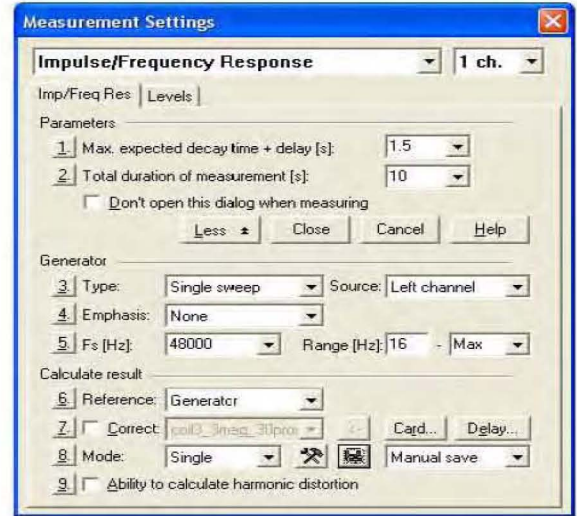 Measurement Settings
Impulse/Frequency Response 1 ch.
Imp/Freq Res Levels
Parameters
1. Max. expected decay time + delay [s]: 1.5
2. Total duration of measurement [s]: 10
Don't open this dialog when measuring
Less Close Cancel Help
Generator
3. Type: Single sweep Source: Left channel
4. Emphasis: None
5. Fs [Hz]: 48000 Range [Hz]: 16 - Max
Calculate result
6. Reference: Generator
7. Correct: Card... Delay...
8. Mode: Single Manual save
9. Ability to calculate harmonic distortion